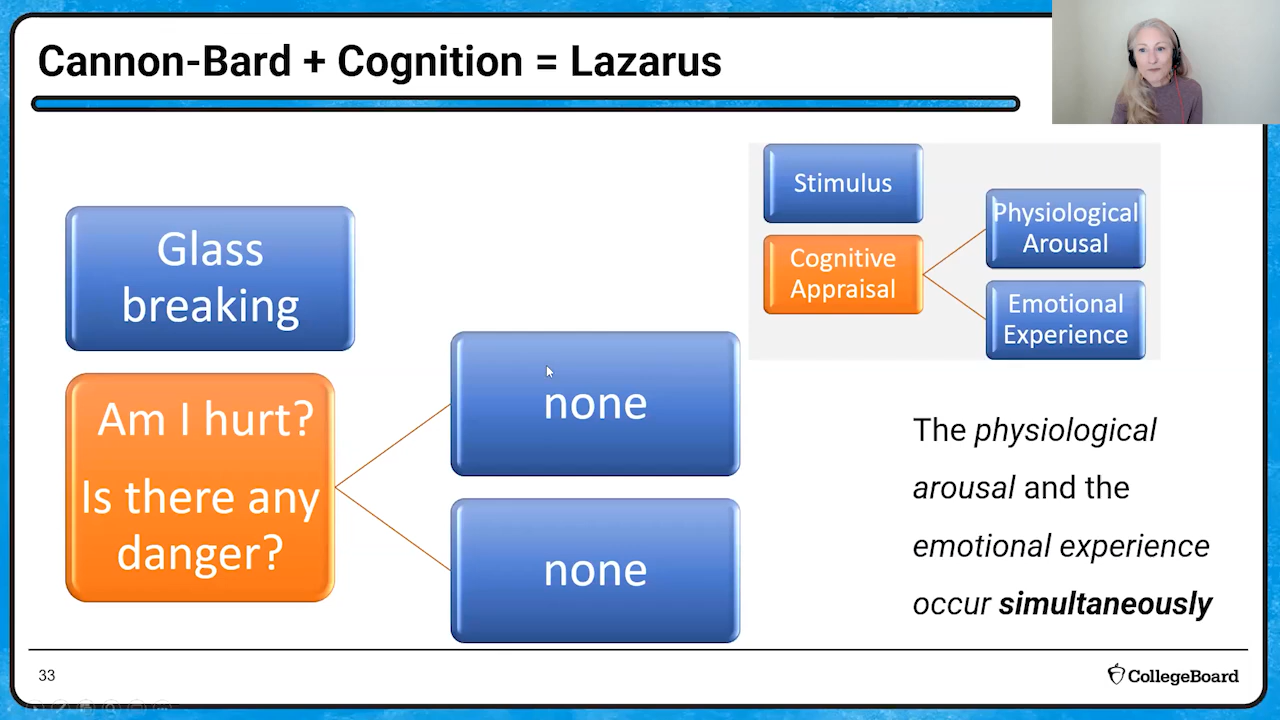 Cannon-Bard + Cognition = Lazarus
Glass
breaking
Am I hurt?
Is there any
danger?
none
none
Stimulus
Cognitive
Appraisal
Physiological
Arousal
Emotional
Experience
The physiological
arousal and the
emotional experience
occur simultaneously
33
CollegeBoard